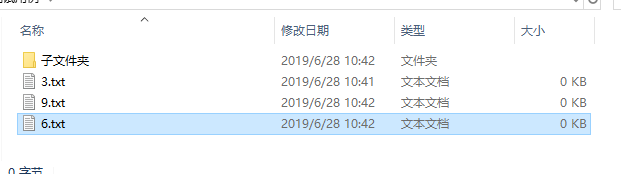 名称 修改日期 类型 大小
子文件夹 2019/6/28 10:42 文件夹
3.txt 2019/6/28 10:41 文本文档 0 KB
9.txt 2019/6/28 10:42 文本文档 0 KB
6.txt 2019/6/28 10:42 文本文档 0 KB
0 字节